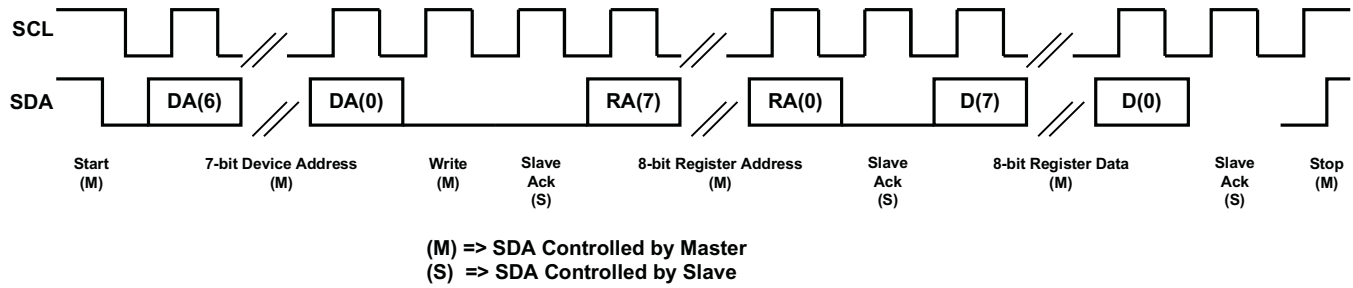 SCL
SDA
DA(6) DA(0) RA(7) RA(0) D(7) D(0)
Start
(M)
7-bit Device Address
(M)
Write
(M)
Slave
Ack
(S)
8-bit Register Address
(M)
Slave
Ack
(S)
8-bit Register Data
(M)
Slave
Ack
(S)
Stop
(M)
(M) => SDA Controlled by Master
(S) => SDA Controlled by Slave